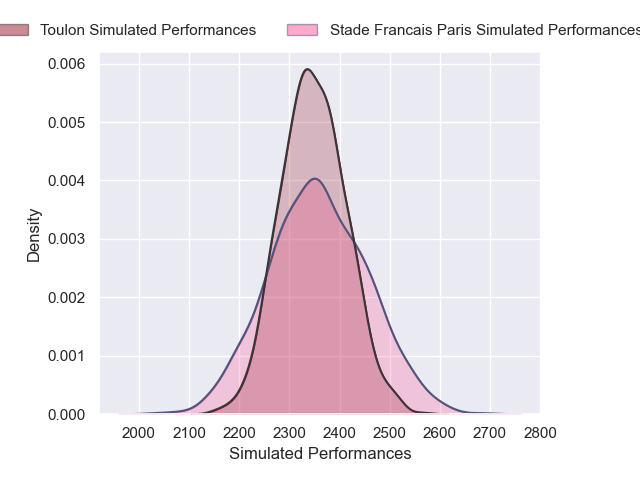 Toulon Simulated Performances
Stade Francais Paris Simulated Performances
0.006
0.005
0.004
0.003
0.002
0.001
0.000
Density
2000 2100 2200 2300 2400 2500 2600 2700 2800
Simulated Performances